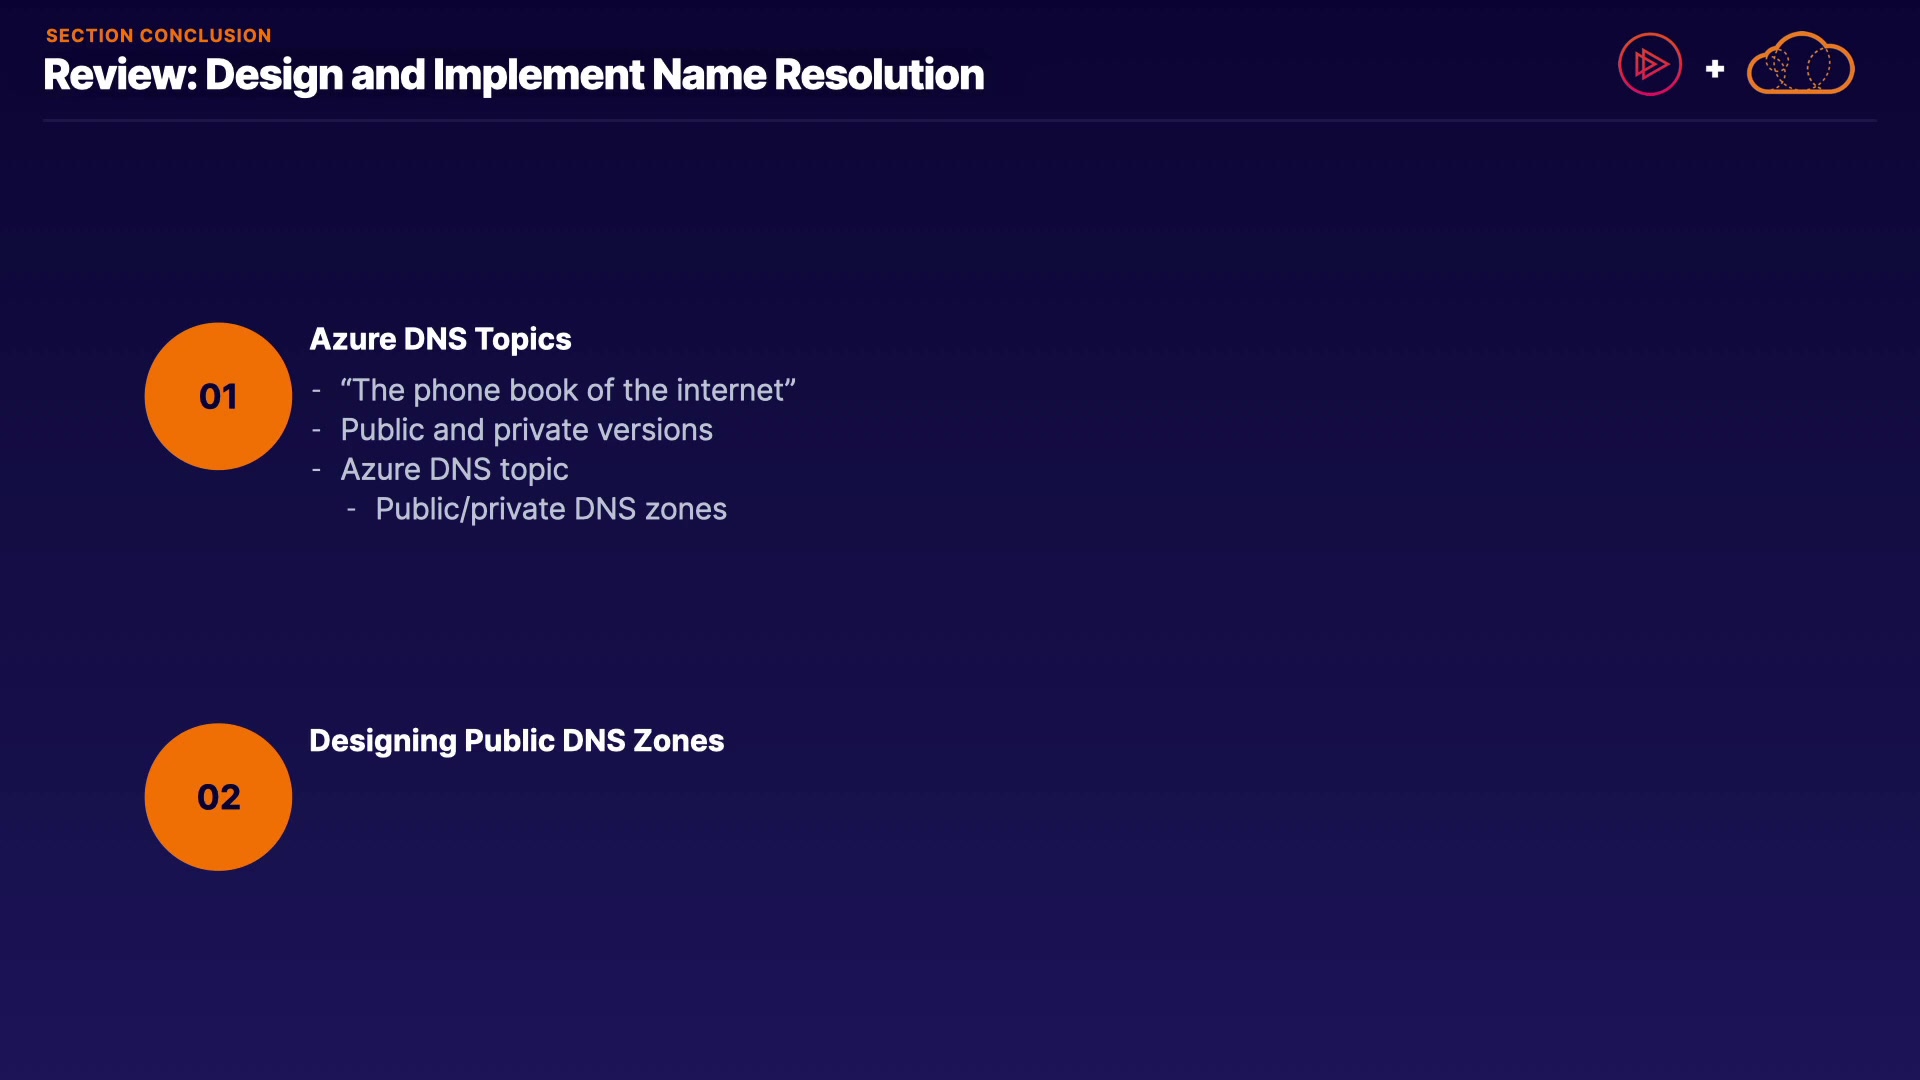 SECTION CONCLUSION
Review: Design and Implement Name Resolution
+
01
Azure DNS Topics
- “The phone book of the internet”
- Public and private versions
- Azure DNS topic
- Public/private DNS zones
02
Designing Public DNS Zones